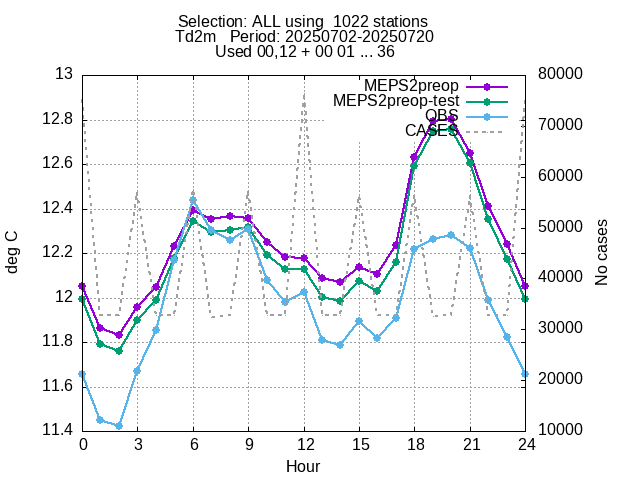 Selection: ALL using  1022 stations
Td2m   Period: 20250702-20250720
Used 00,12 + 00 01 ... 36
MEPS2preop
MEPS2preop-test
OBS
CASES
13
12.8
12.6
12.4
12.2
12
11.8
11.6
11.4
deg C
80000
70000
60000
50000
40000
30000
20000
10000
No cases
0 3 6 9 12 15 18 21 24
Hour